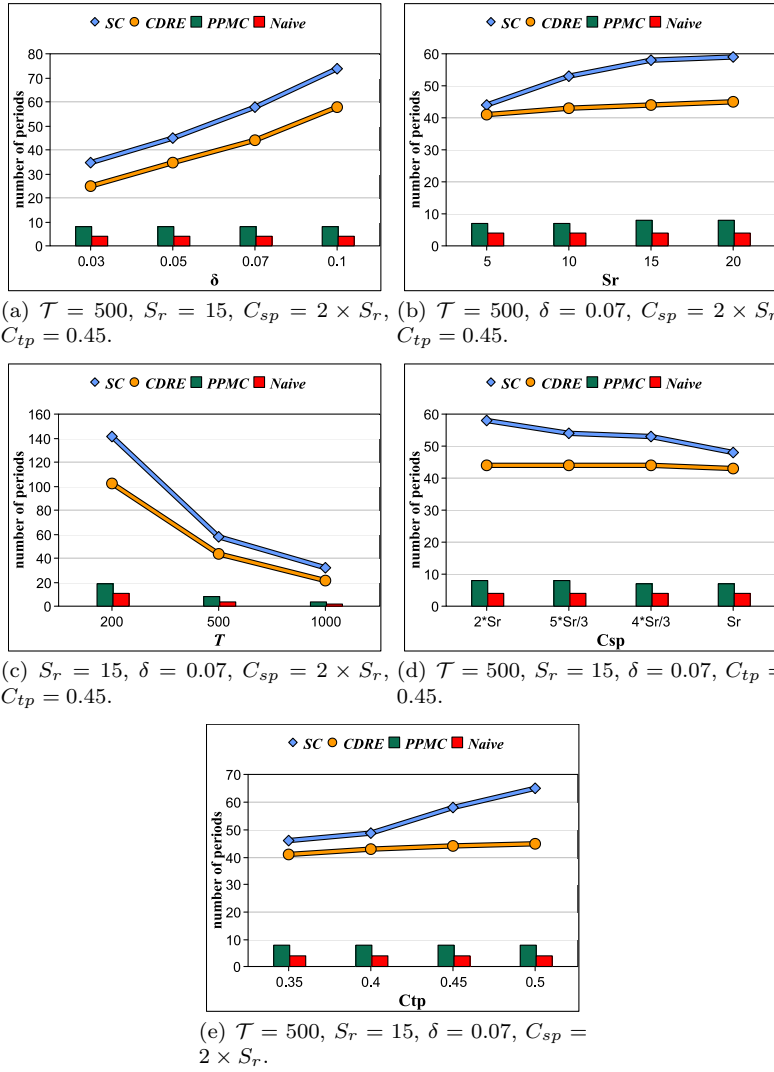 SC CDRE PPMC Naive
number of periods
80
70
60
50
40
30
20
10
0
0.03 0.05 0.07 0.1
δ
(a) 𝒯 = 500, S_r = 15, C_sp = 2 × S_r, C_tp = 0.45.
SC CDRE PPMC Naive
number of periods
60
50
40
30
20
10
0
5 10 15 20
Sr
(b) 𝒯 = 500, δ = 0.07, C_sp = 2 × S_r
C_tp = 0.45.
SC CDRE PPMC Naive
number of periods
160
140
120
100
80
60
40
20
0
200 500 1000
T
(c) S_r = 15, δ = 0.07, C_sp = 2 × S_r,
C_tp = 0.45.
SC CDRE PPMC Naive
number of periods
60
50
40
30
20
10
0
2*Sr 5*Sr/3 4*Sr/3 Sr
Csp
(d) 𝒯 = 500, S_r = 15, δ = 0.07, C_tp =
0.45.
SC CDRE PPMC Naive
number of periods
70
60
50
40
30
20
10
0
0.35 0.4 0.45 0.5
Ctp
(e) 𝒯 = 500, S_r = 15, δ = 0.07, C_sp =
2 × S_r.